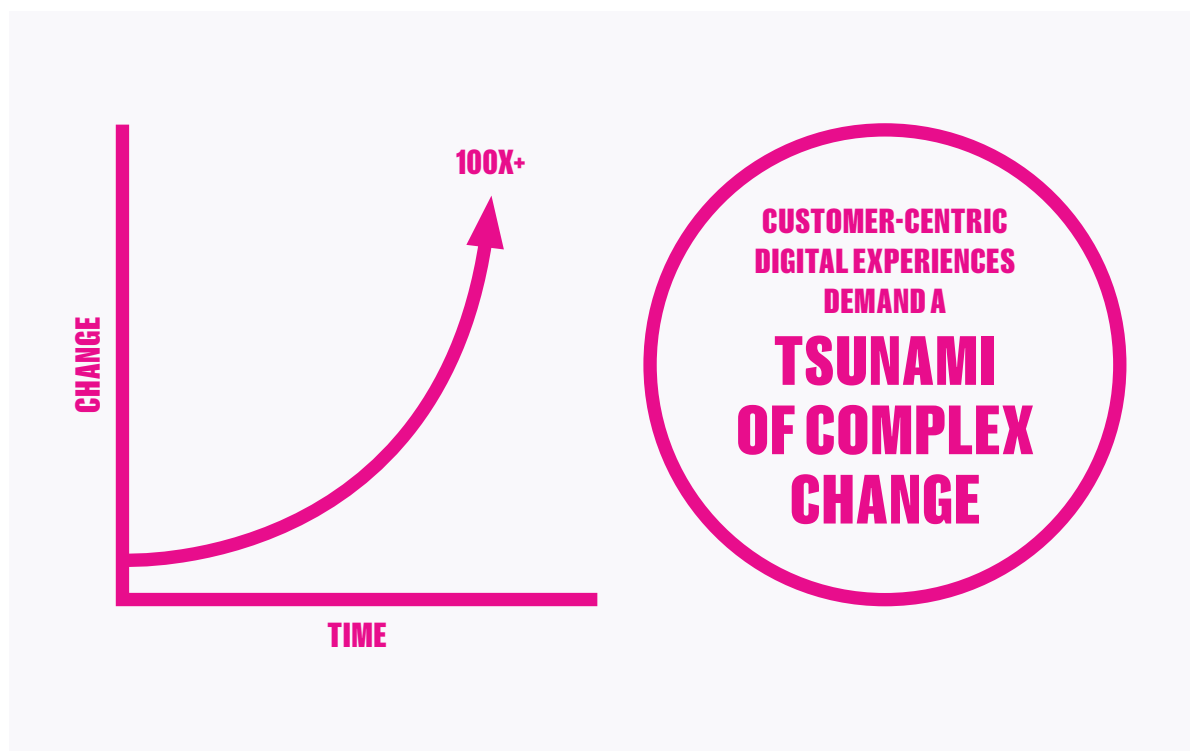 100X+
CHANGE
TIME
CUSTOMER-CENTRIC
DIGITAL EXPERIENCES
DEMAND A
TSUNAMI
OF COMPLEX
CHANGE